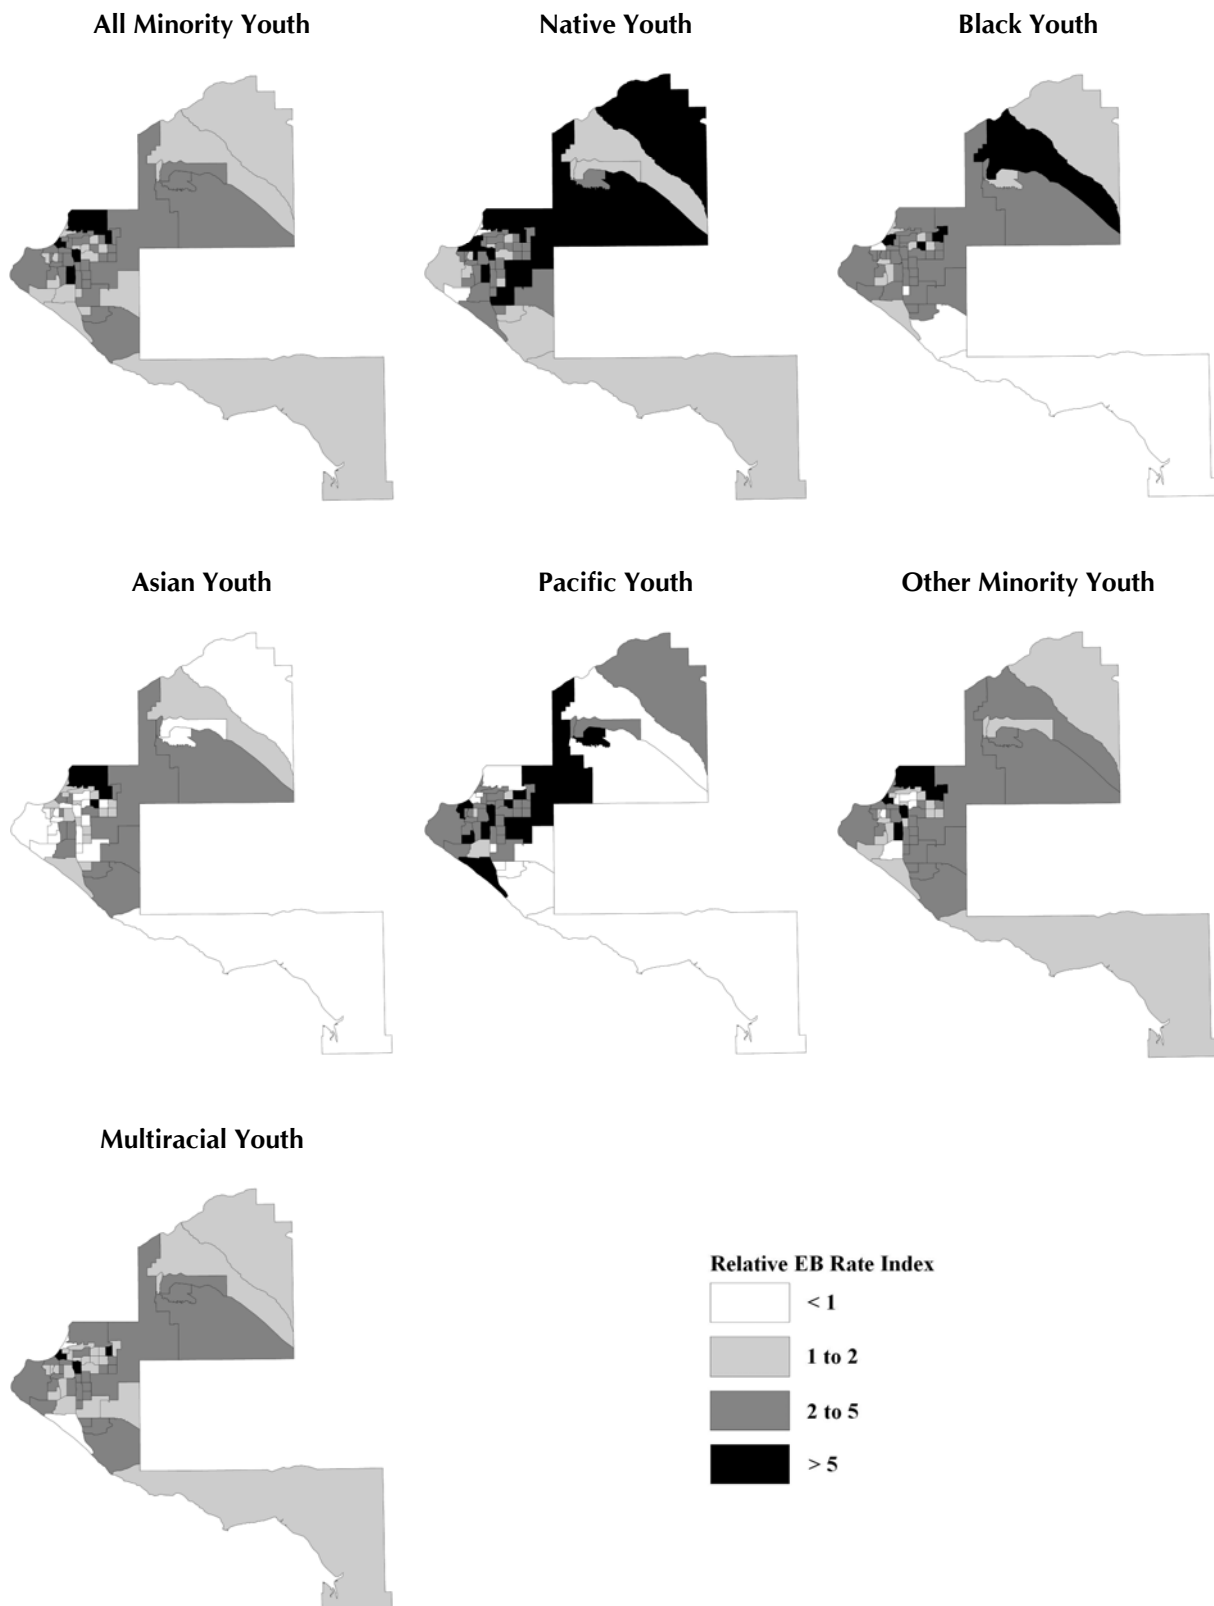 All Minority Youth
Native Youth
Black Youth
Asian Youth
Pacific Youth
Other Minority Youth
Multiracial Youth
Relative EB Rate Index
< 1
1 to 2
2 to 5
> 5